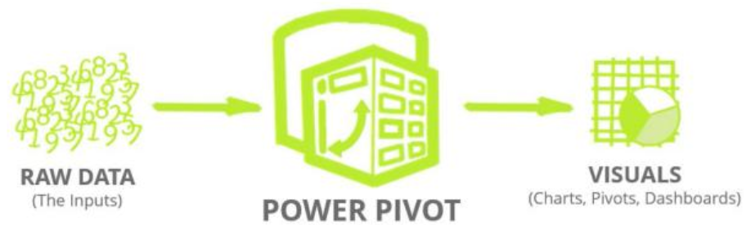 RAW DATA
(The Inputs)
POWER PIVOT
VISUALS
(Charts, Pivots, Dashboards)